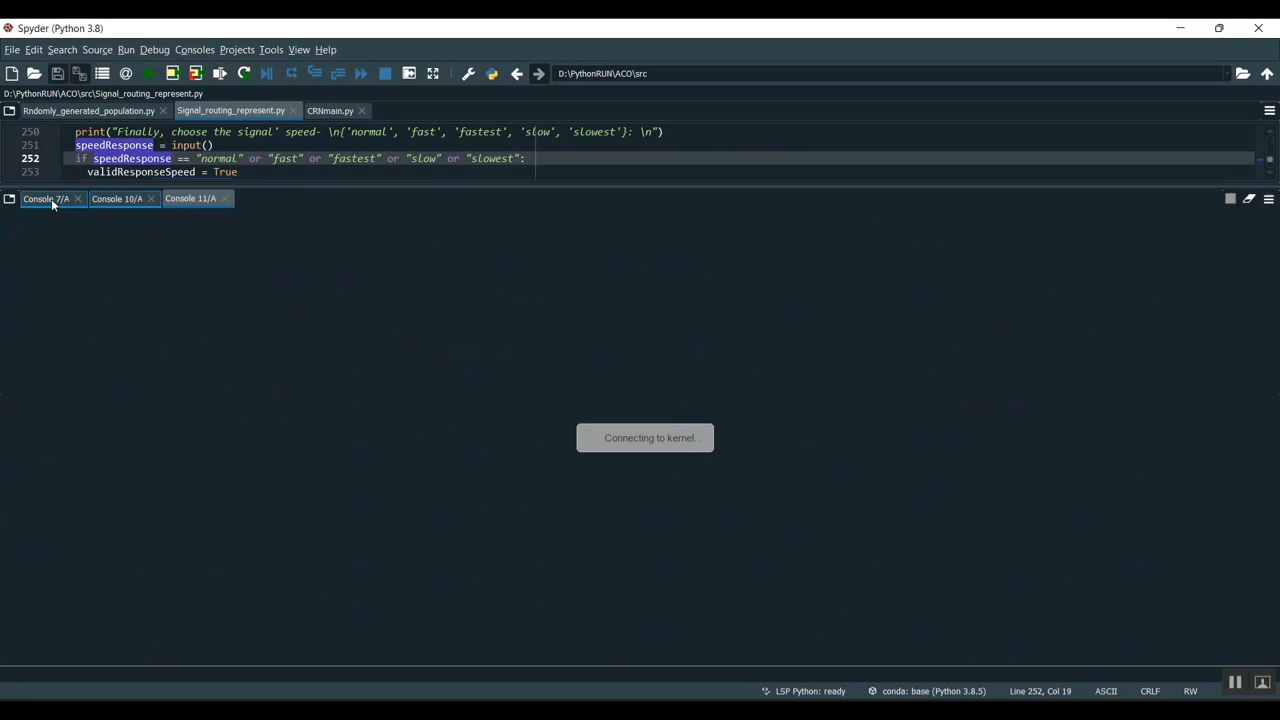 Spyder (Python 3.8)
File Edit Search Source Run Debug Consoles Projects Tools View Help
D:\PythonRUN\ACO\src
D:\PythonRUN\ACO\src\Signal_routing_represent.py
Rndomly_generated_population.py Signal_routing_represent.py CRNmain.py
250 print("Finally, choose the signal' speed- \n{'normal', 'fast', 'fastest', 'slow', 'slowest'}: \n")
251 speedResponse = input()
252 if speedResponse == "normal" or "fast" or "fastest" or "slow" or "slowest":
253 validResponseSpeed = True
Console 7/A Console 10/A Console 11/A
Connecting to kernel...
LSP Python: ready conda: base (Python 3.8.5) Line 252, Col 19 ASCII CRLF RW